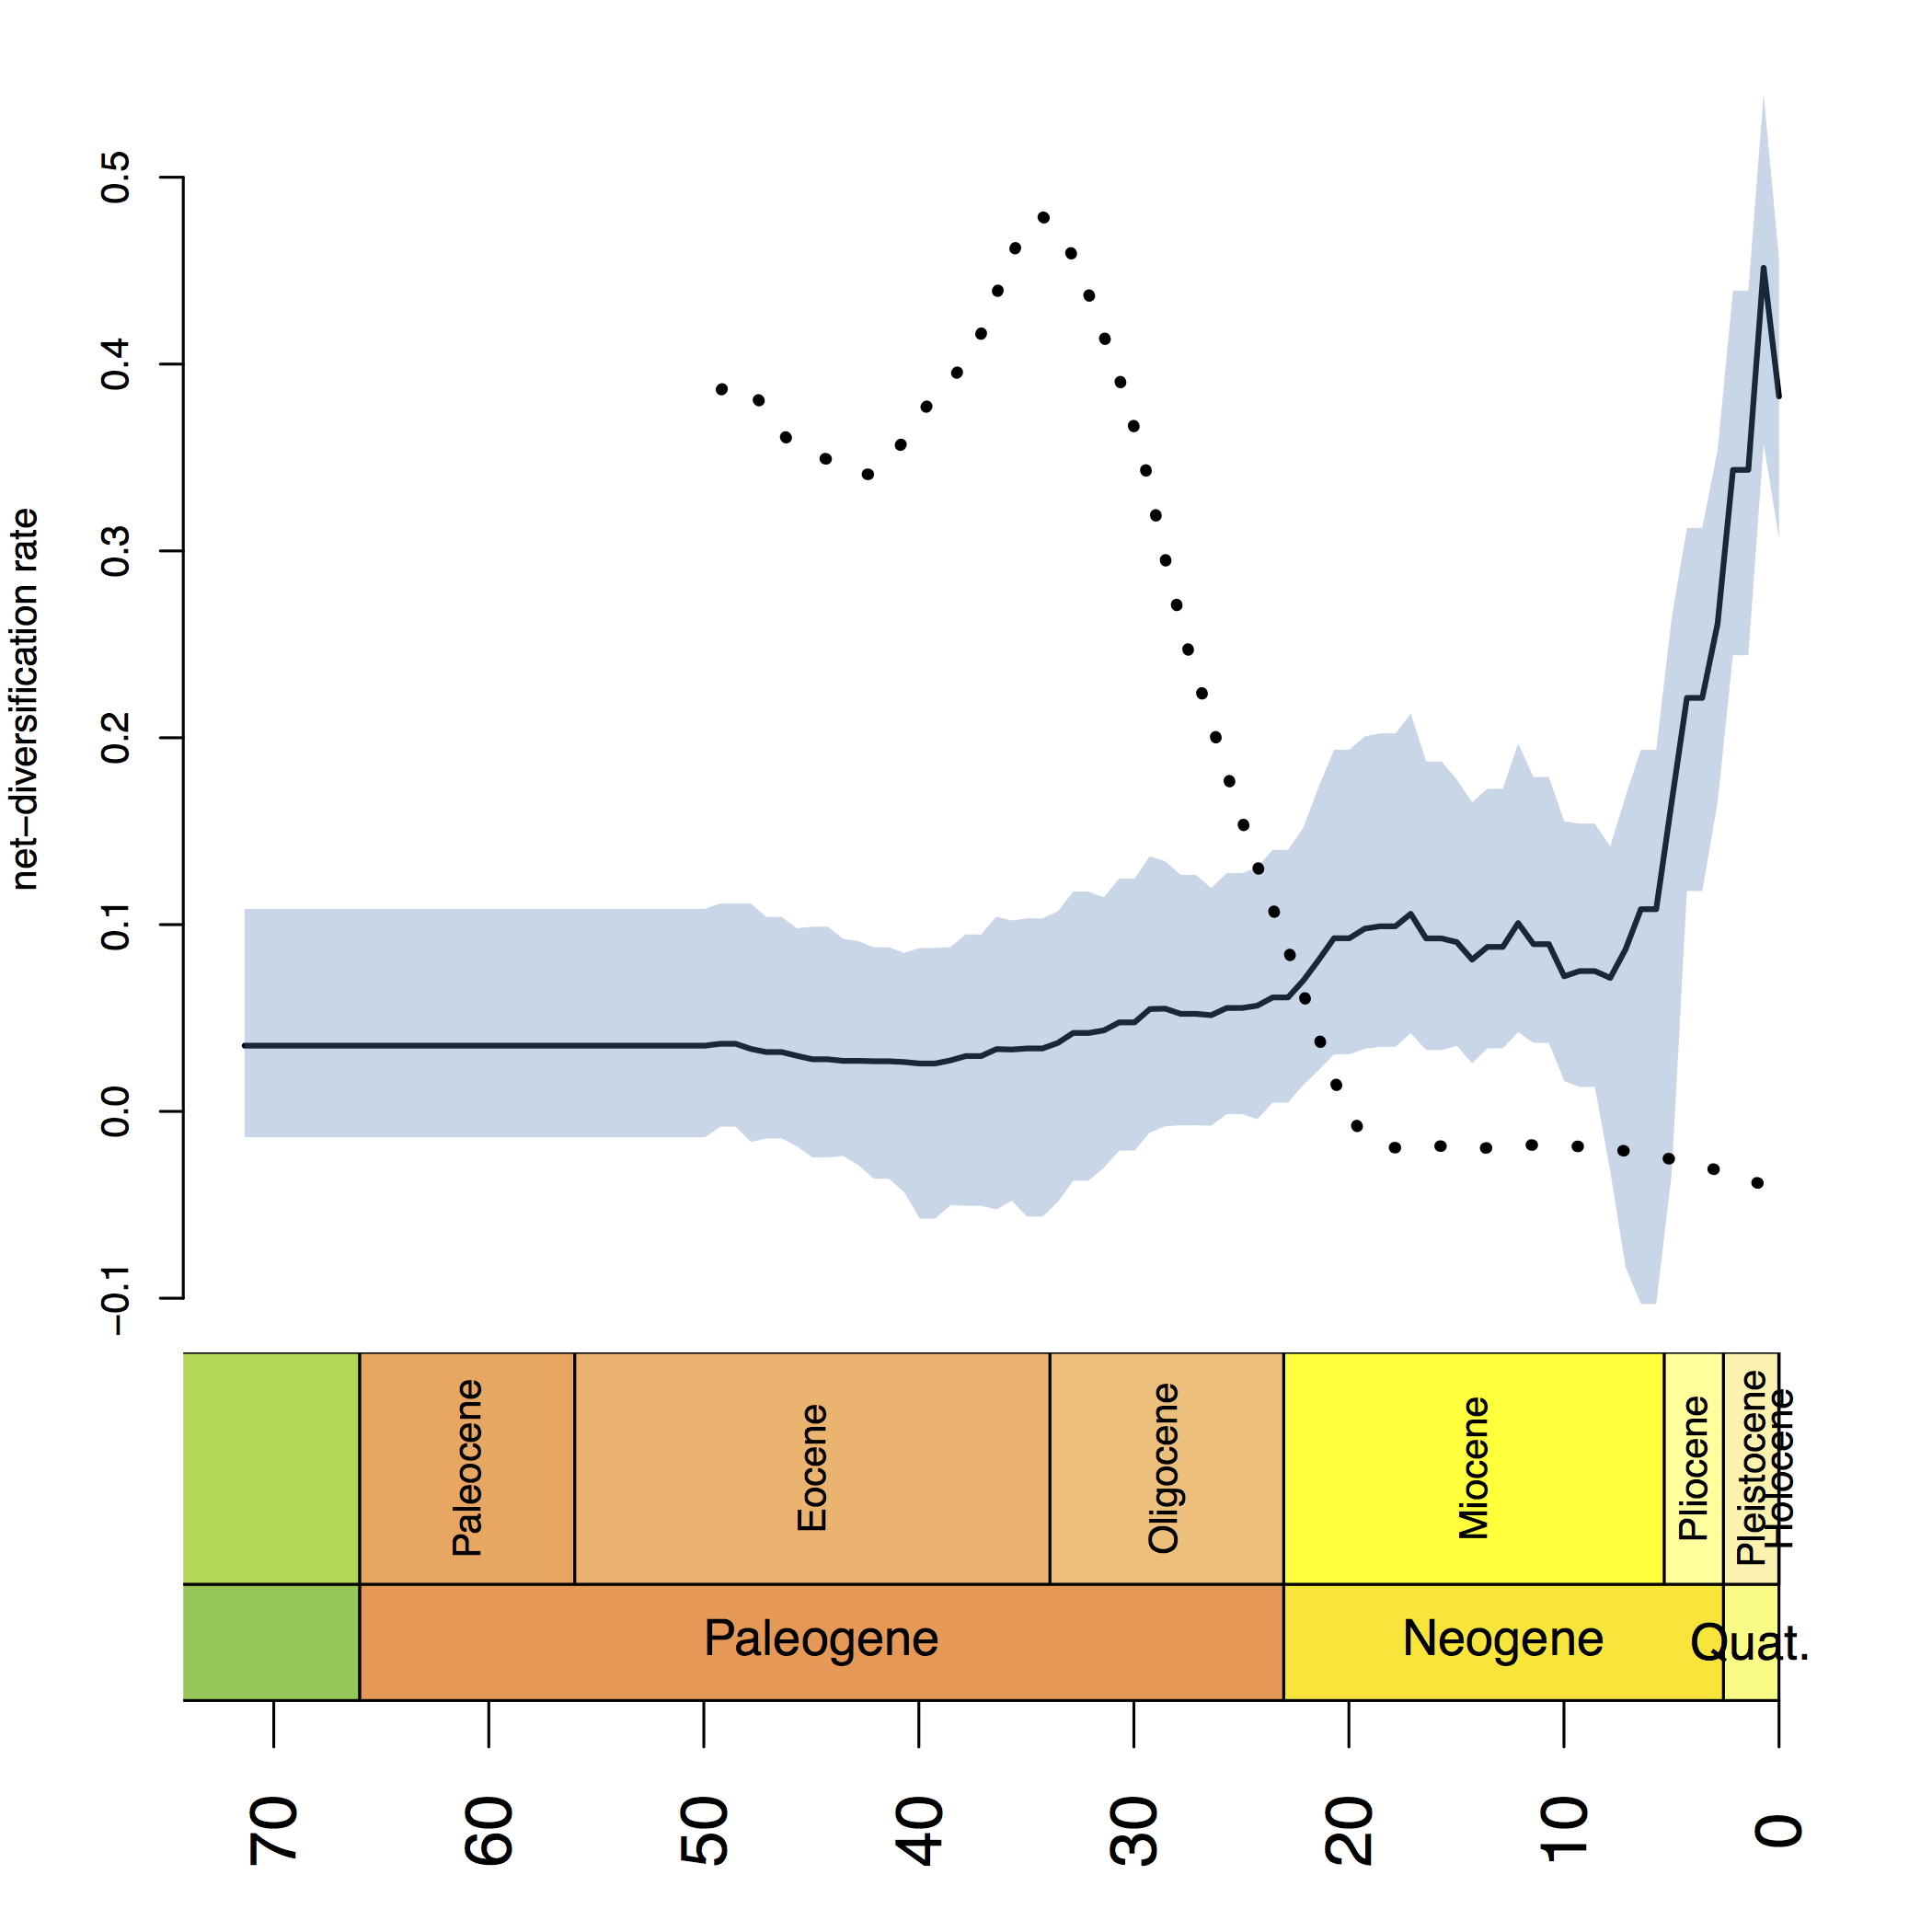 net−diversification rate
0.5
0.4
0.3
0.2
0.1
0.0
−0.1
Paleocene
Eocene
Oligocene
Miocene
Pliocene
Pleistocene
Holocene
Paleogene
Neogene
Quat.
70
60
50
40
30
20
10
0